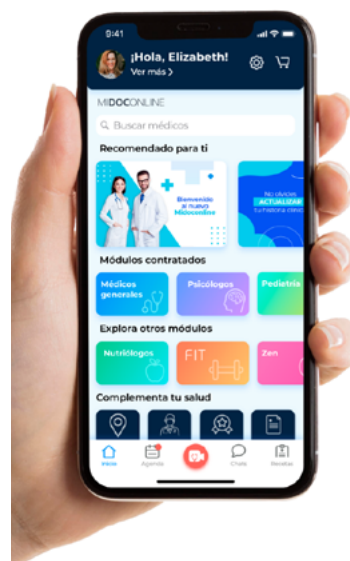 9:41
¡Hola, Elizabeth!
Ver más >
MIDOCONLINE
Buscar médicos
Recomendado para ti
Bienvenido
al nuevo
Midoconline
No olvides
ACTUALIZAR
tu historia clínic
Módulos contratados
Médicos
generales
Psicólogos
Pediatría
Explora otros módulos
Nutriólogos
FIT
Zen
Complementa tu salud
Inicio
Agenda
Chats
Recetas